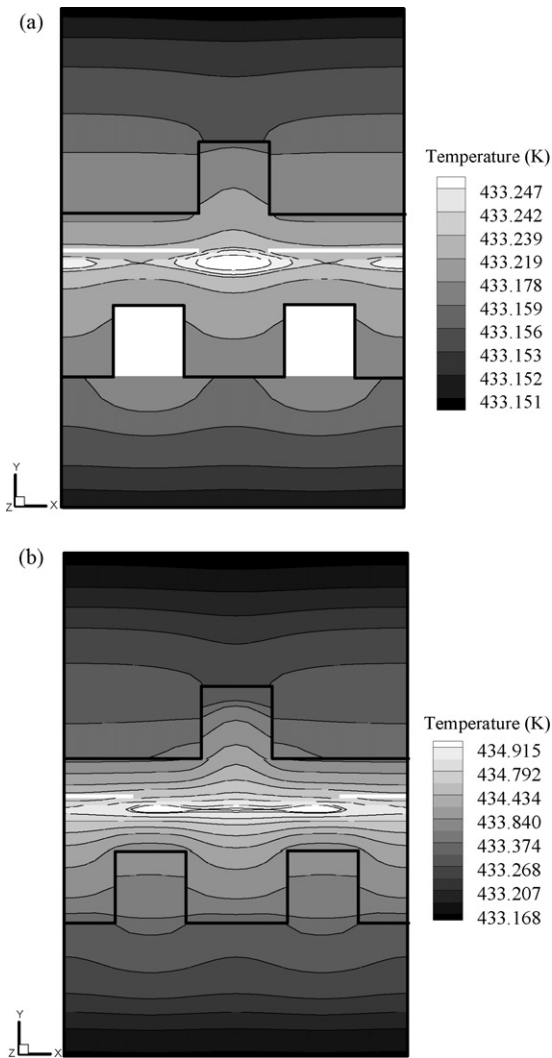 (a)
Temperature (K)
433.247
433.242
433.239
433.219
433.178
433.159
433.156
433.153
433.152
433.151
Y
Z X
(b)
Temperature (K)
434.915
434.792
434.434
433.840
433.374
433.268
433.207
433.168
Y
Z X